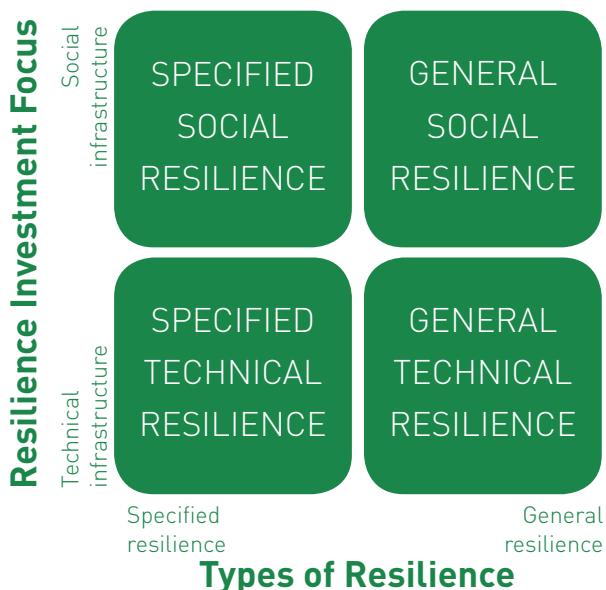 Resilience Investment Focus
Social
infrastructure
SPECIFIED
SOCIAL
RESILIENCE
GENERAL
SOCIAL
RESILIENCE
Technical
infrastructure
SPECIFIED
TECHNICAL
RESILIENCE
GENERAL
TECHNICAL
RESILIENCE
Specified
resilience
General
resilience
Types of Resilience